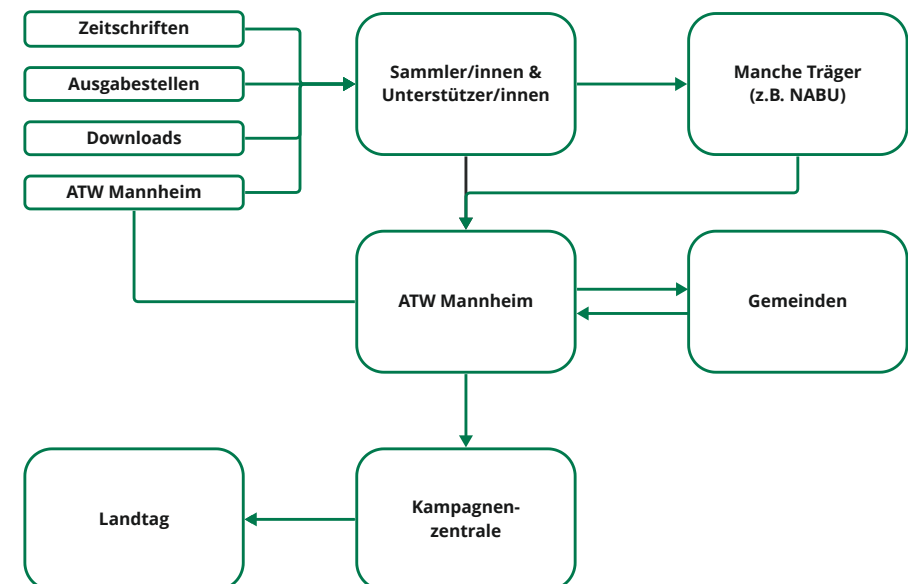 Zeitschriften
Ausgabestellen
Downloads
ATW Mannheim
Sammler/innen &
Unterstützer/innen
Manche Träger
(z.B. NABU)
ATW Mannheim
Gemeinden
Landtag
Kampagnen-
zentrale